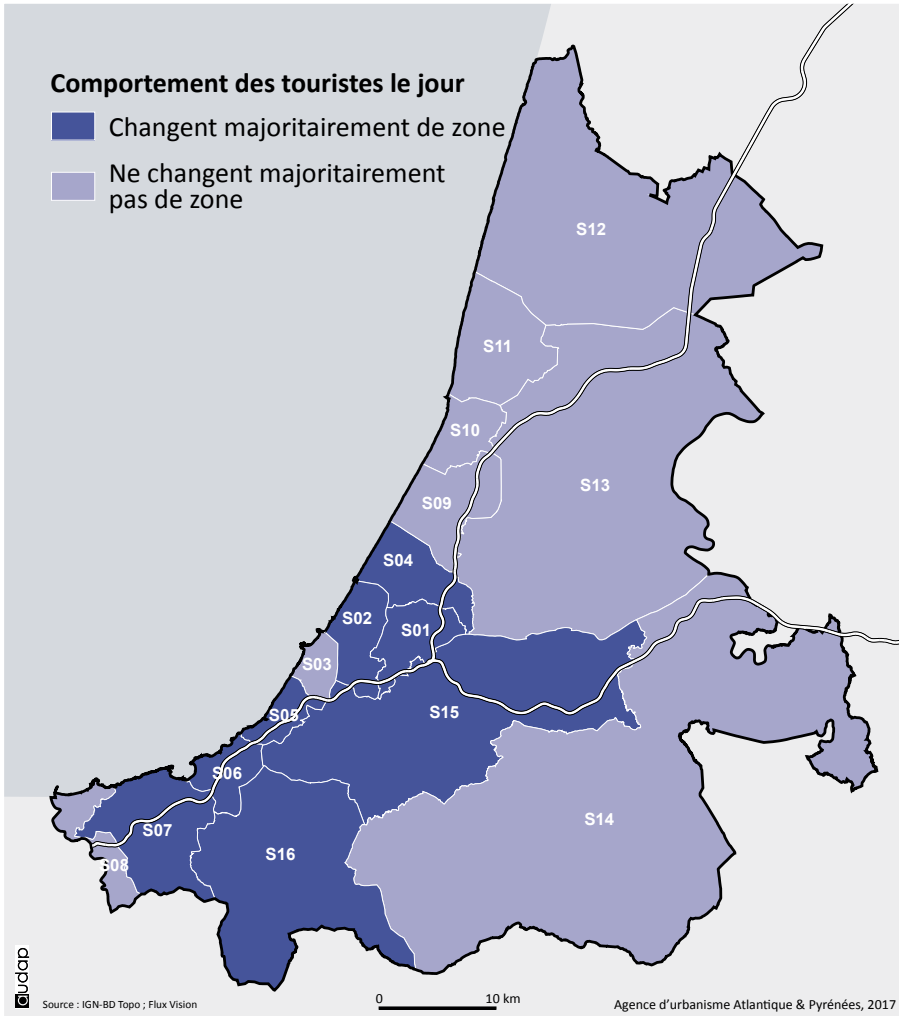 Comportement des touristes le jour
Changent majoritairement de zone
Ne changent majoritairement
pas de zone
S12
S11
S10
S13
S09
S04
S02
S01
S03
S05
S15
S06
S07
S14
S16
S08
audap
Source : IGN-BD Topo ; Flux Vision
0 10 km
Agence d'urbanisme Atlantique & Pyrénées, 2017